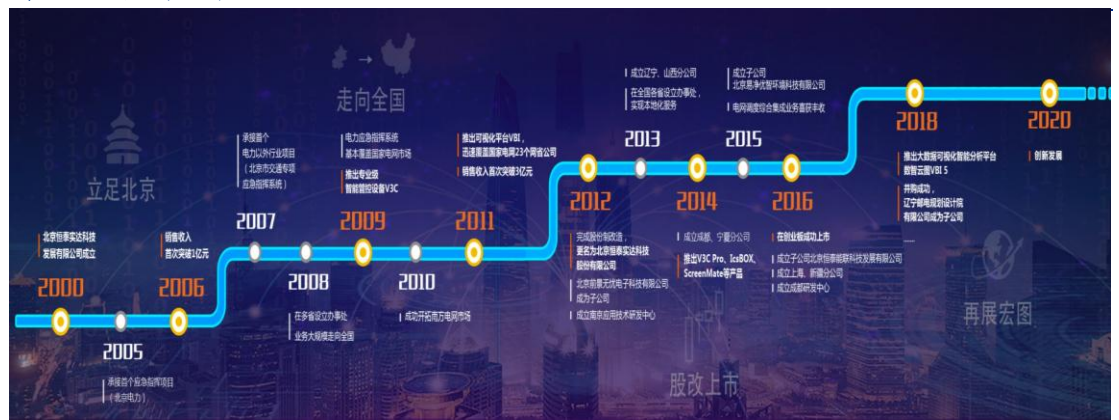 立足北京
北京恒泰实达科技
发展有限公司成立
2000
2005
承接首个应急指挥项目
（北京电力）
销售收入
首次突破1亿元
2006
走向全国
承接首个
电力以外行业项目
（北京市交通专项
应急指挥系统）
2007
2008
在多省设立办事处
业务大规模走向全国
电力应急指挥系统
基本覆盖国家电网市场
推出专业级
智能管控设备V3C
2009
2010
成功开拓南方电网市场
推出可视化平台VBI，
迅速覆盖国家电网23个网省公司
销售收入首次突破3亿元
2011
2012
完成股份制改造，
更名为北京恒泰实达科技
股份有限公司
北京前景无忧电子科技有限公司
成为子公司
成立南京应用技术研发中心
成立辽宁、山西分公司
在全国各省设立办事处，
实现本地化服务
2013
2014
成立成都、宁夏分公司
推出V3C Pro、IcsBOX、
ScreenMate等产品
股改上市
成立子公司
北京易净优智环境科技有限公司
电网调度综合集成业务喜获丰收
2015
2016
在创业板成功上市
成立子公司北京恒泰能联科技发展有限公司
成立上海、新疆分公司
成立成都研发中心
2018
推出大数据可视化智能分析平台
数智云图VBI 5
并购成功，
辽宁邮电规划设计院
有限公司成为子公司
……
2020
创新发展
再展宏图